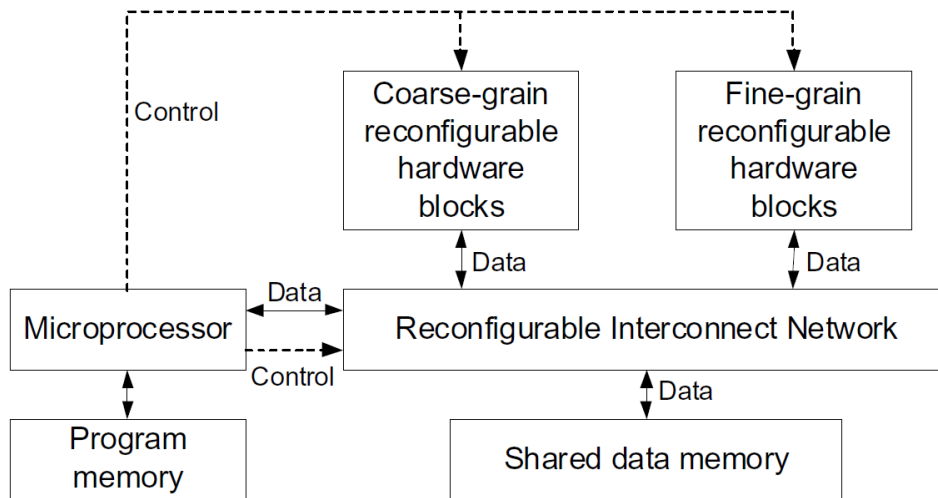 Control
Coarse-grain
reconfigurable
hardware
blocks
Fine-grain
reconfigurable
hardware
blocks
Data
Data
Microprocessor
Data
Control
Reconfigurable Interconnect Network
Program
memory
Data
Shared data memory